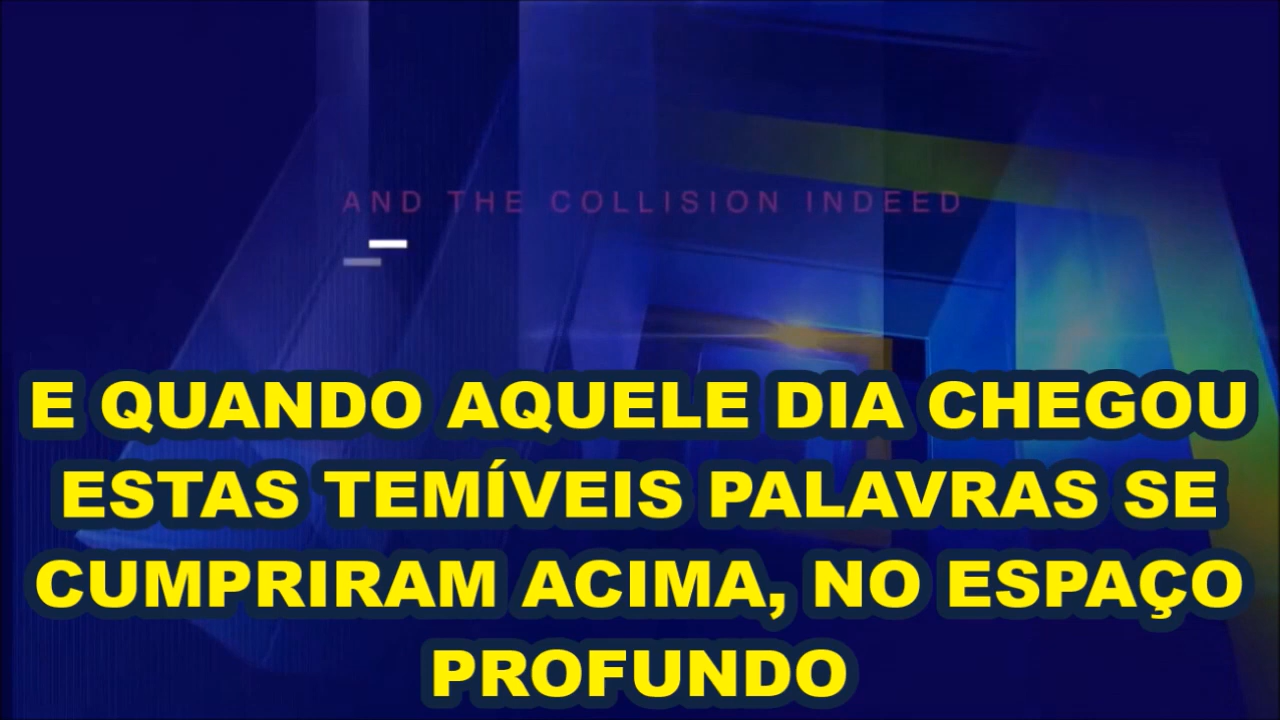 AND THE COLLISION INDEED
E QUANDO AQUELE DIA CHEGOU
ESTAS TEMÍVEIS PALAVRAS SE
CUMPRIRAM ACIMA, NO ESPAÇO
PROFUNDO